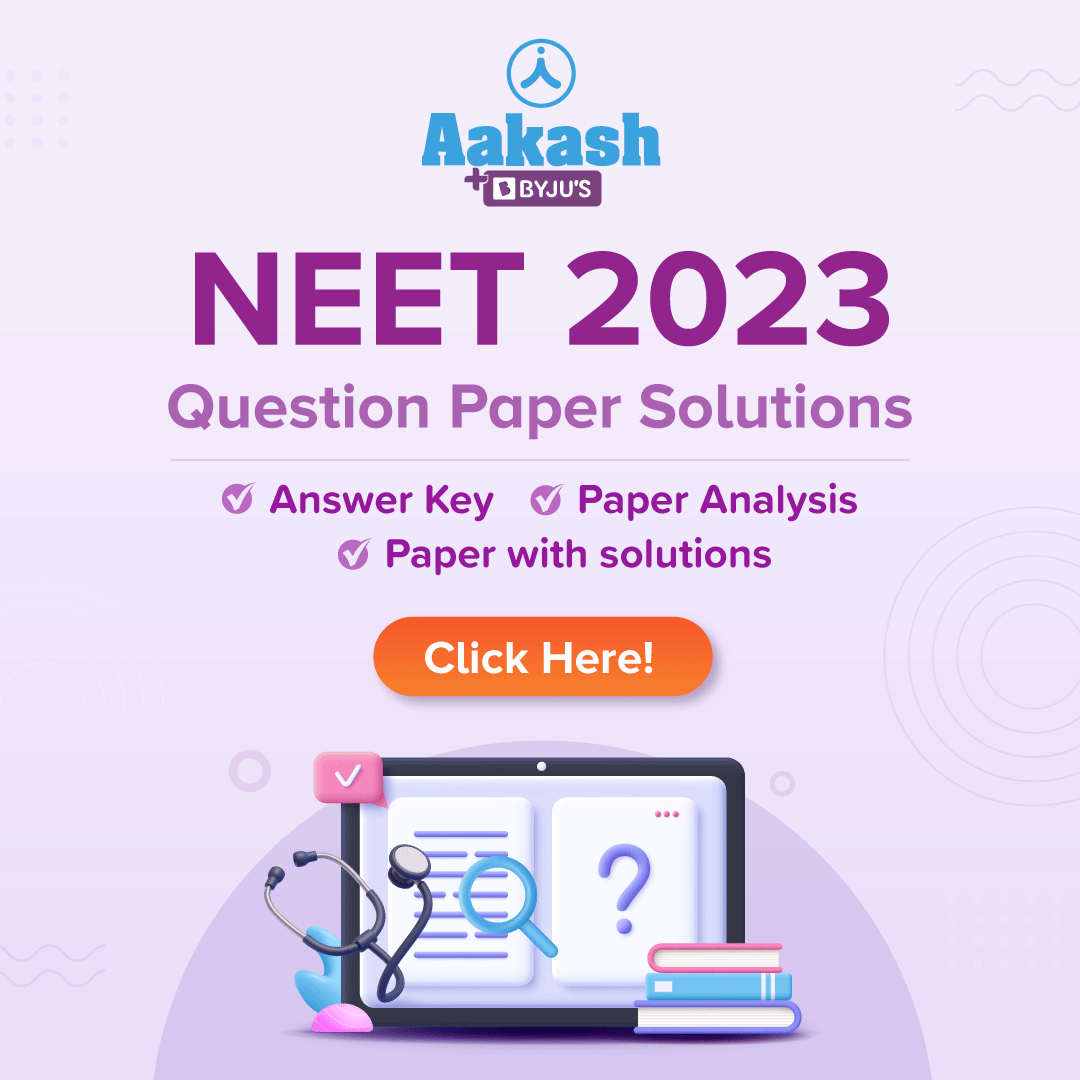 Aakash
+ BYJU'S
NEET 2023
Question Paper Solutions
Answer Key Paper Analysis
Paper with solutions
Click Here!